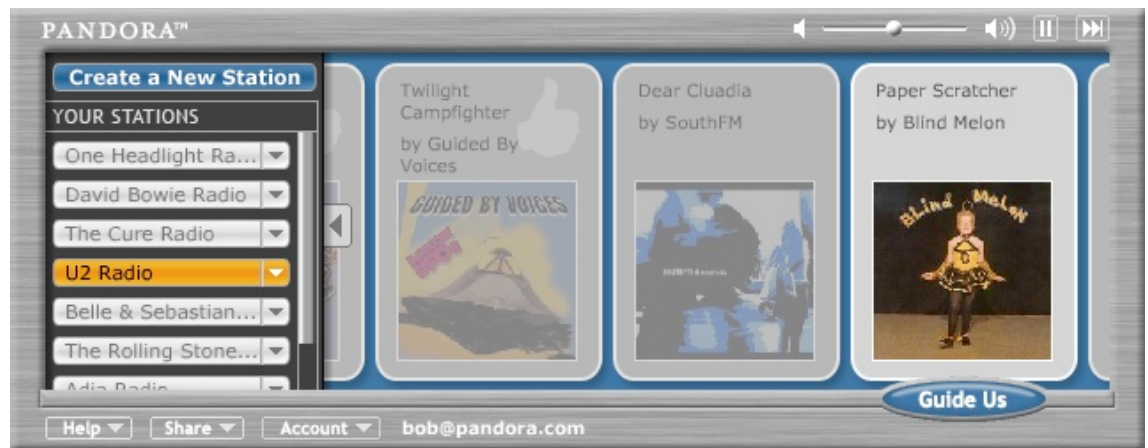 PANDORA™
Create a New Station
YOUR STATIONS
One Headlight Ra...
David Bowie Radio
The Cure Radio
U2 Radio
Belle & Sebastian...
The Rolling Stone...
Adia Radio
Twilight
Campfighter
by Guided By
Voices
GUIDED BY VOICES
Dear Cluadia
by SouthFM
Paper Scratcher
by Blind Melon
BLind MeloN
Guide Us
Help
Share
Account
bob@pandora.com